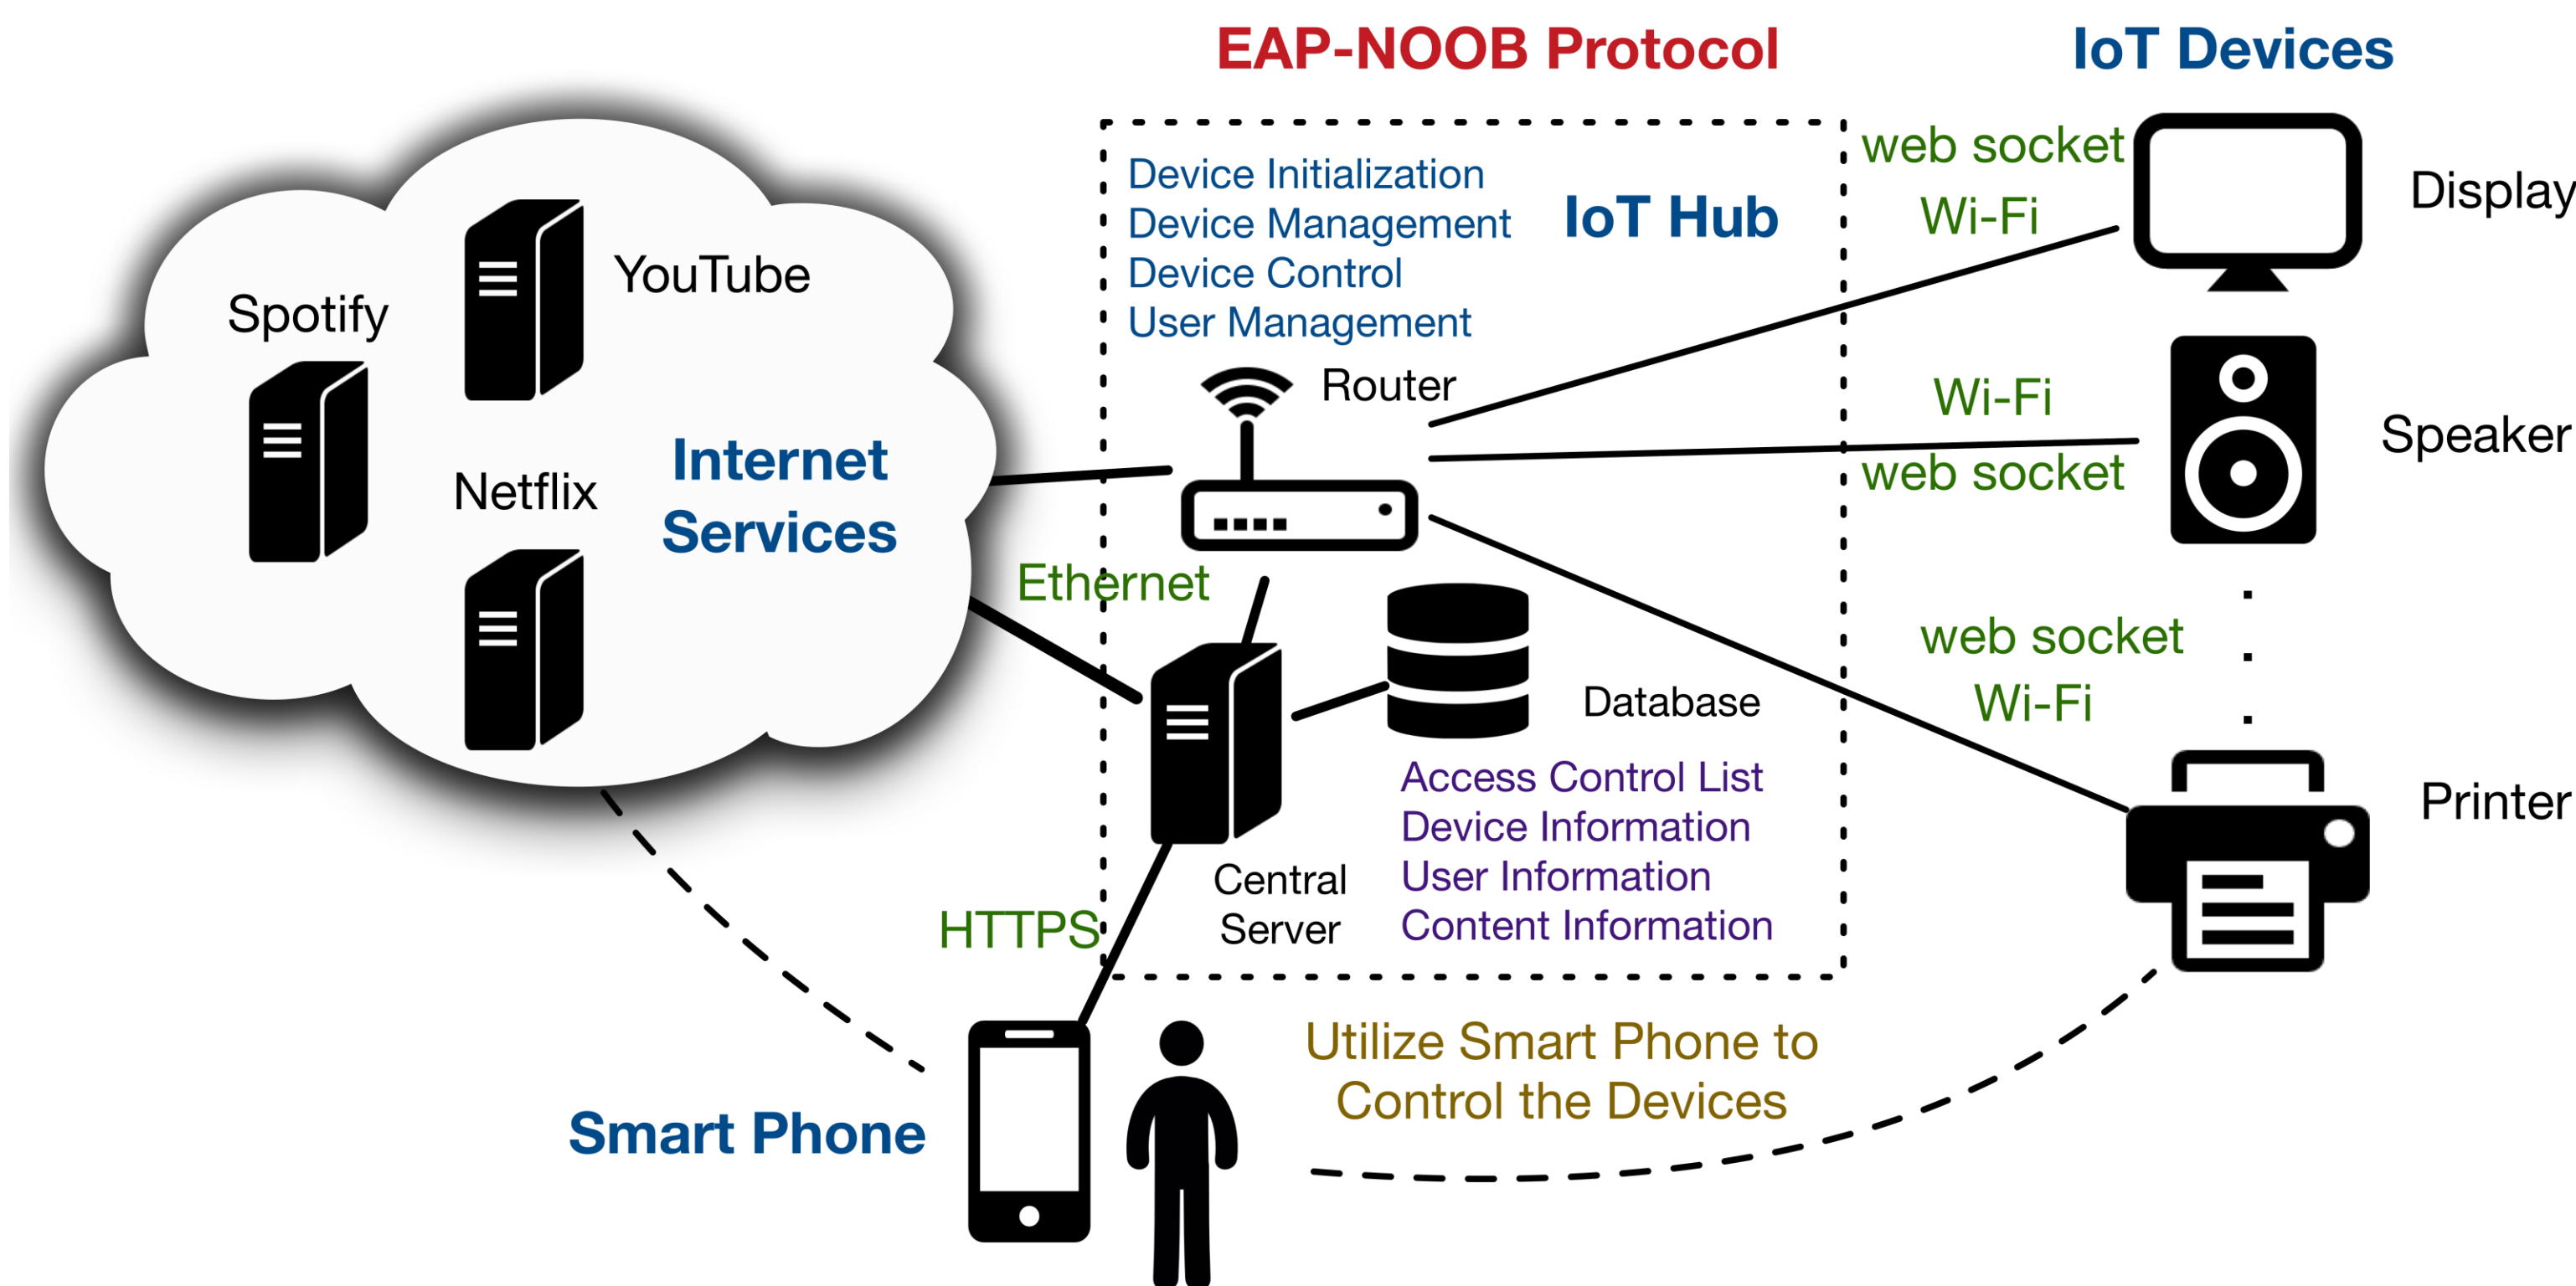 EAP-NOOB Protocol
IoT Devices
Device Initialization
Device Management
Device Control
User Management
IoT Hub
web socket
Wi-Fi
Display
Spotify
YouTube
Netflix
Internet
Services
Router
Wi-Fi
web socket
Speaker
Ethernet
web socket
Wi-Fi
Database
Access Control List
Device Information
User Information
Content Information
Printer
Central
Server
HTTPS
Smart Phone
Utilize Smart Phone to
Control the Devices